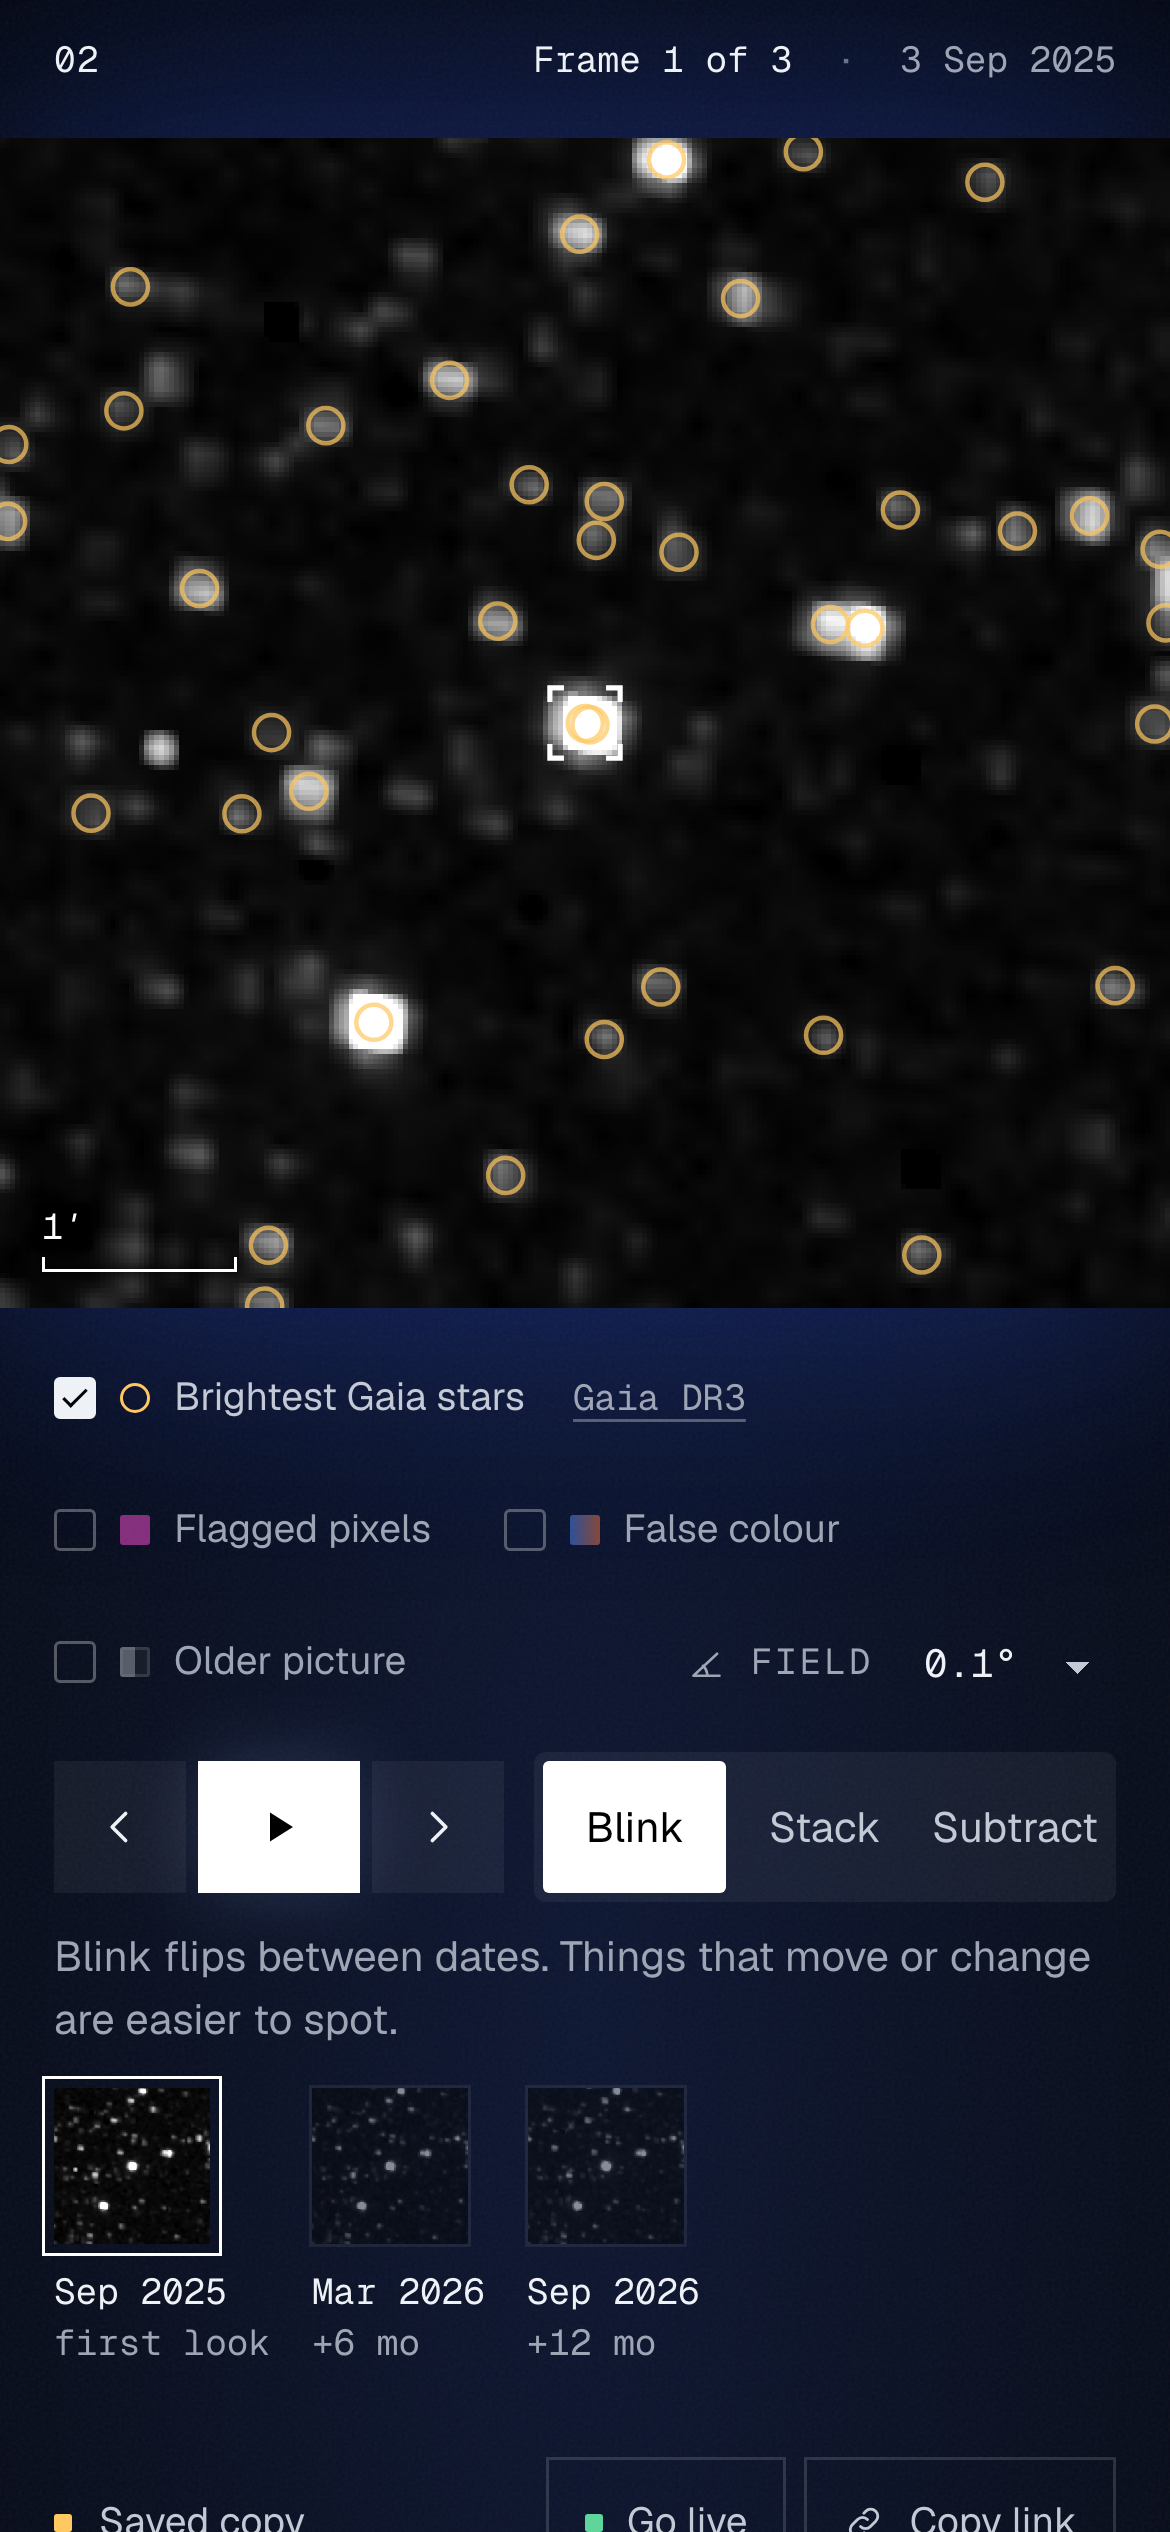 02 Frame 1 of 3 · 3 Sep 2025
1′
Brightest Gaia stars Gaia DR3
Flagged pixels False colour
Older picture FIELD 0.1°
Blink Stack Subtract
Blink flips between dates. Things that move or change
are easier to spot.
Sep 2025 Mar 2026 Sep 2026
first look +6 mo +12 mo
Saved copy Go live Copy link